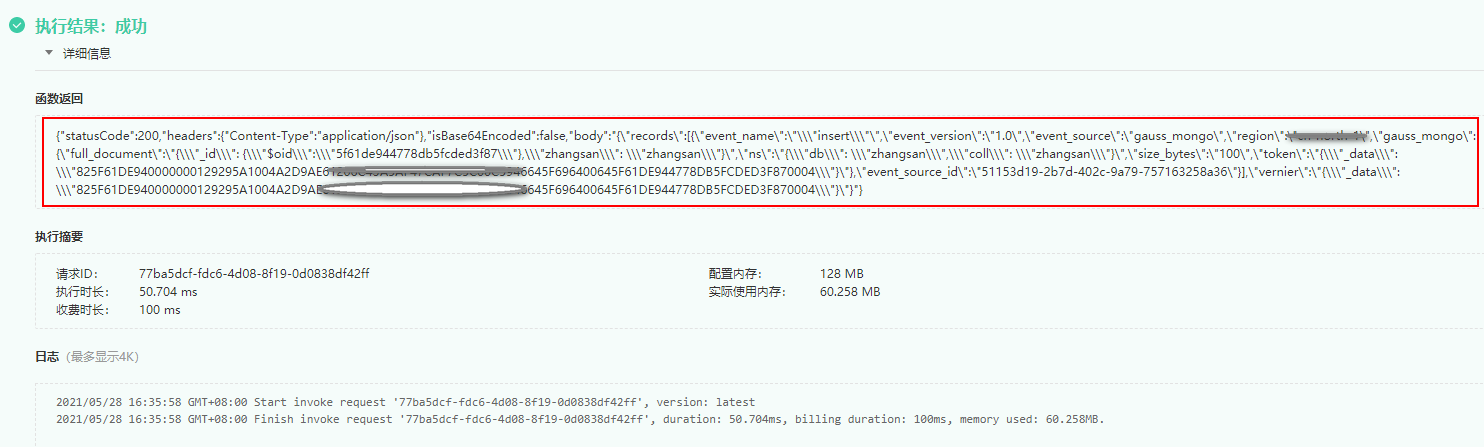 执行结果：成功
详细信息
函数返回
{"statusCode":200,"headers":{"Content-Type":"application/json"},"isBase64Encoded":false,"body":"{\"records\":[{\"event_name\":\"\\\"insert\\\"\",\"event_version\":\"1.0\",\"event_source\":\"gauss_mongo\",\"region\":\",\"gauss_mongo\":
{\"full_document\":\"{\\\"_id\\\": {\\\"$oid\\\":\\\"5f61de944778db5fcded3f87\\\"},\\\"zhangsan\\\": \\\"zhangsan\\\"}\",\"ns\":\"{\\\"db\\\": \\\"zhangsan\\\",\\\"coll\\\": \\\"zhangsan\\\"}\",\"size_bytes\":\"100\",\"token\":\"{\\\"_data\\\":
\\\"825F61DE940000000129295A1004A2D9AE6 6645F696400645F61DE944778DB5FCDED3F870004\\\"}\"},\"event_source_id\":\"51153d19-2b7d-402c-9a79-757163258a36\"}],\"vernier\":\"{\\\"_data\\\":
\\\"825F61DE940000000129295A1004A2D9AE 6645F696400645F61DE944778DB5FCDED3F870004\\\"}\"}"}
执行摘要
请求ID： 77ba5dcf-fdc6-4d08-8f19-0d0838df42ff 配置内存： 128 MB
执行时长： 50.704 ms 实际使用内存： 60.258 MB
收费时长： 100 ms
日志（最多显示4K）
2021/05/28 16:35:58 GMT+08:00 Start invoke request '77ba5dcf-fdc6-4d08-8f19-0d0838df42ff', version: latest
2021/05/28 16:35:58 GMT+08:00 Finish invoke request '77ba5dcf-fdc6-4d08-8f19-0d0838df42ff', duration: 50.704ms, billing duration: 100ms, memory used: 60.258MB.